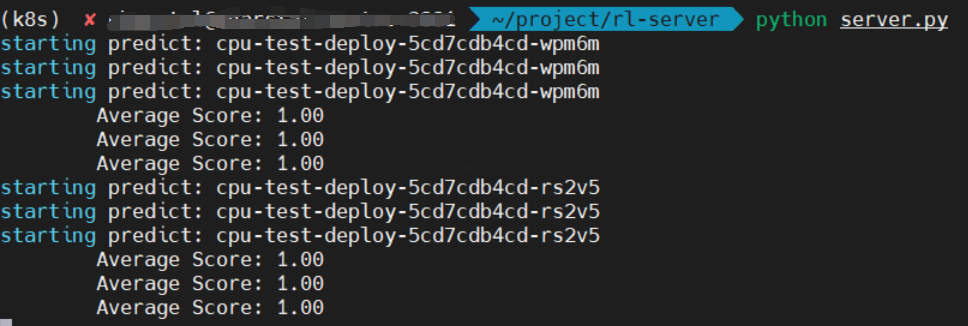 (k8s) ✘ ~/project/rl-server python server.py
starting predict: cpu-test-deploy-5cd7cdb4cd-wpm6m
starting predict: cpu-test-deploy-5cd7cdb4cd-wpm6m
starting predict: cpu-test-deploy-5cd7cdb4cd-wpm6m
Average Score: 1.00
Average Score: 1.00
Average Score: 1.00
starting predict: cpu-test-deploy-5cd7cdb4cd-rs2v5
starting predict: cpu-test-deploy-5cd7cdb4cd-rs2v5
starting predict: cpu-test-deploy-5cd7cdb4cd-rs2v5
Average Score: 1.00
Average Score: 1.00
Average Score: 1.00